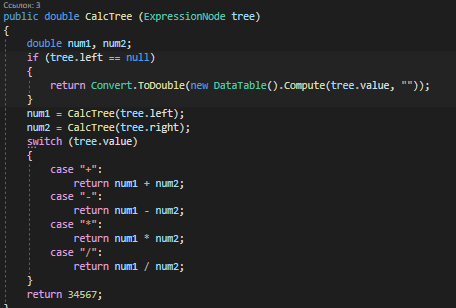 Ссылок: 3
public double CalcTree (ExpressionNode tree)
{
double num1, num2;
if (tree.left == null)
{
return Convert.ToDouble(new DataTable().Compute(tree.value, ""));
}
num1 = CalcTree(tree.left);
num2 = CalcTree(tree.right);
switch (tree.value)
{
case "+":
return num1 + num2;
case "-":
return num1 - num2;
case "*":
return num1 * num2;
case "/":
return num1 / num2;
}
return 34567;
}